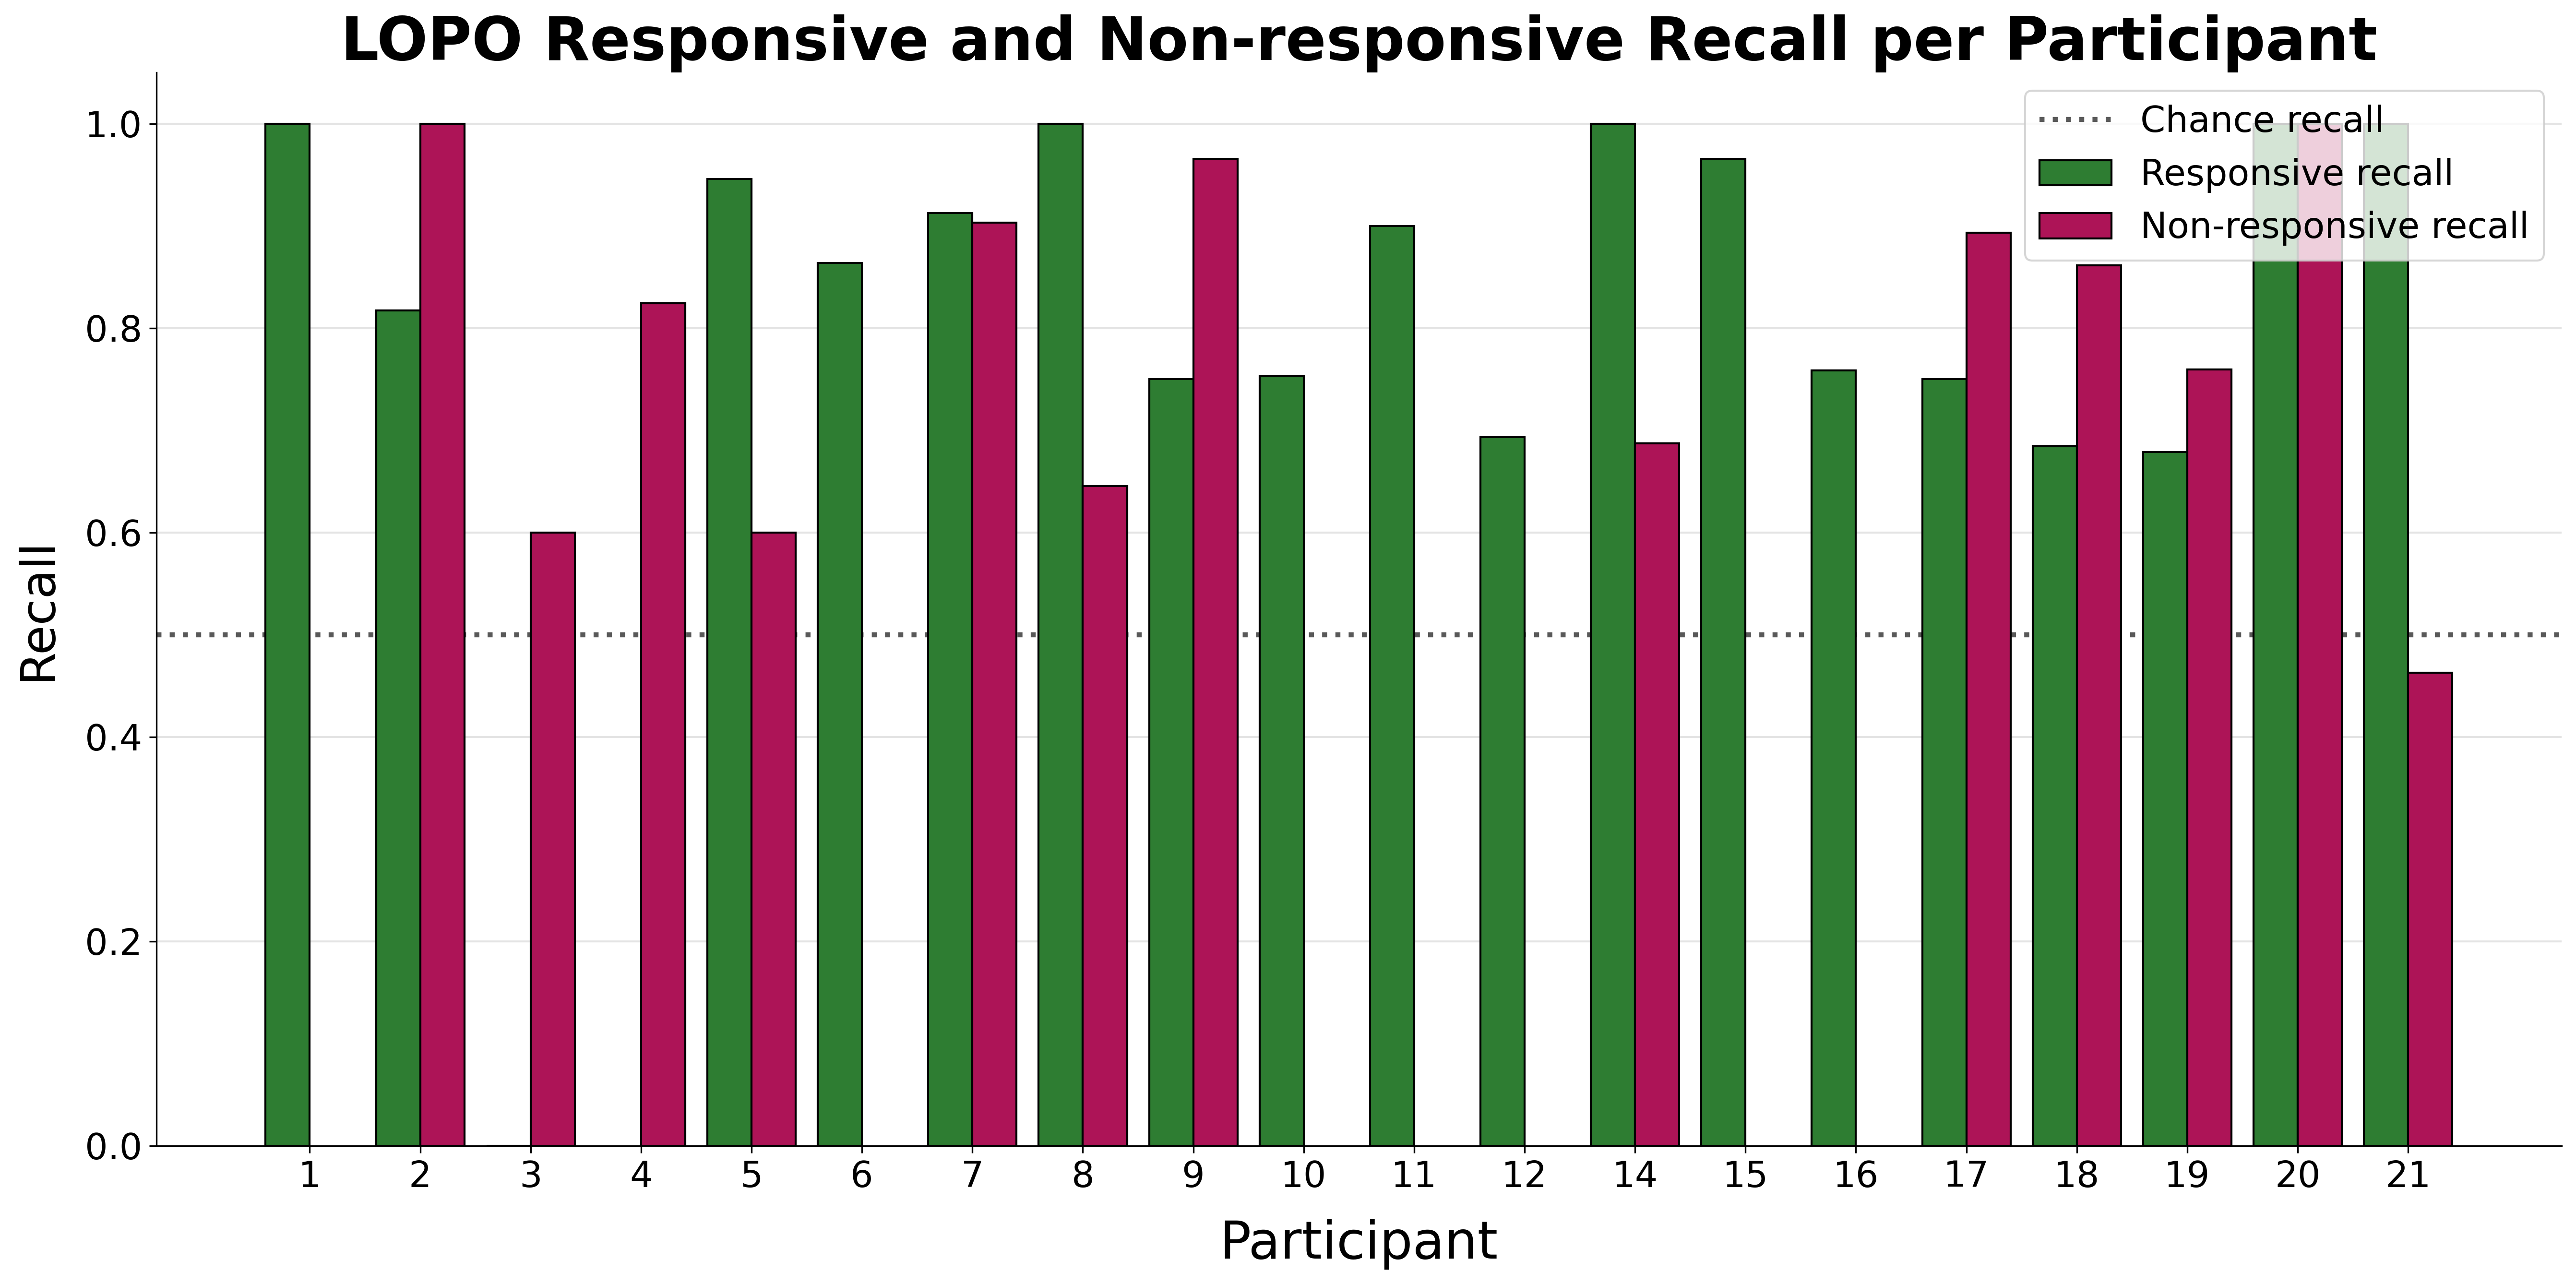 LOPO Responsive and Non-responsive Recall per Participant
Chance recall
Responsive recall
Non-responsive recall
1.0
0.8
0.6
0.4
0.2
0.0
Recall
1 2 3 4 5 6 7 8 9 10 11 12 14 15 16 17 18 19 20 21
Participant